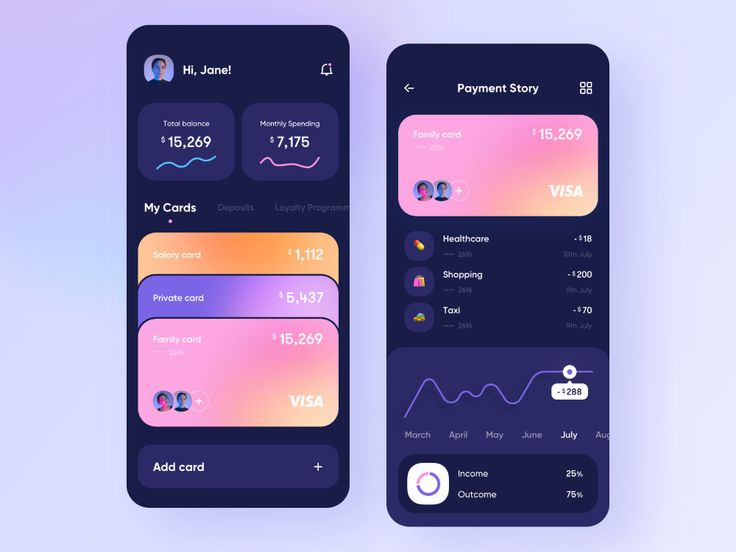 Hi, Jane!
Total balance
$ 15,269
Monthly Spending
$ 7,175
My Cards
Deposits
Loyalty Programm
Salary card
$ 1,112
Private card
$ 5,437
Family card
$ 15,269
•••• 2616
+
VISA
Add card
+
Payment Story
Family card
$ 15,269
•••• 2616
+
VISA
Healthcare
- $ 18
•••• 2616
10th July
Shopping
- $ 200
•••• 2616
9th July
Taxi
- $ 70
•••• 2616
9th July
- $ 288
March April May June July Aug
Income 25%
Outcome 75%